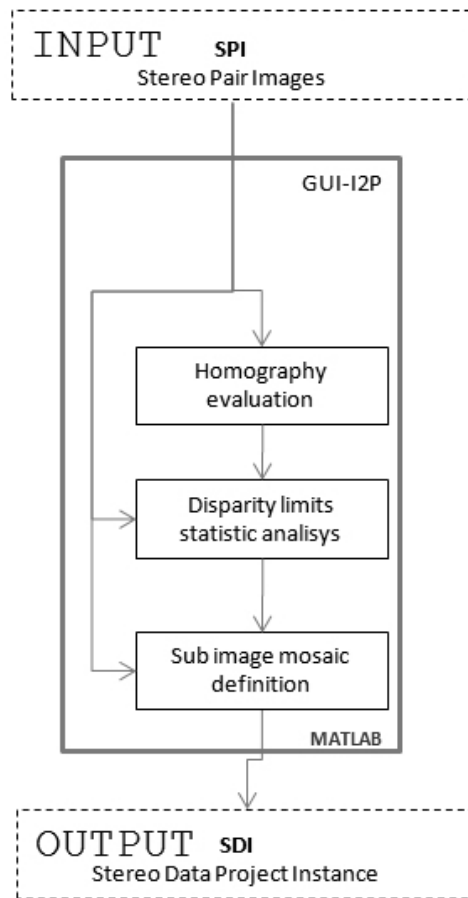 INPUT SPI
Stereo Pair Images
GUI-I2P
Homography
evaluation
Disparity limits
statistic analisys
Sub image mosaic
definition
MATLAB
OUTPUT SDI
Stereo Data Project Instance